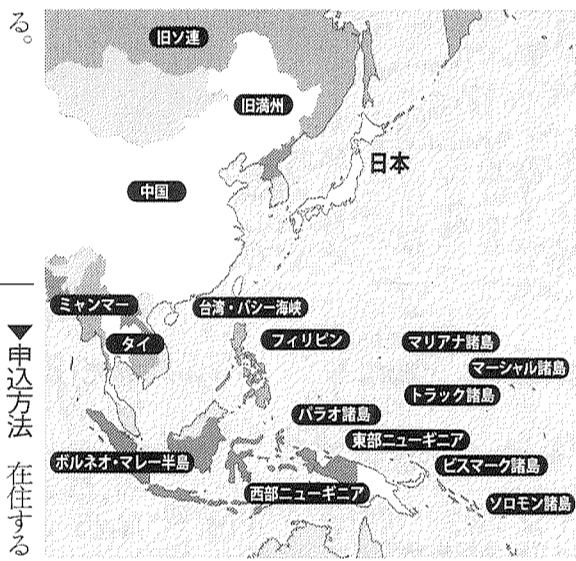 る。
旧ソ連
旧満州
日本
中国
ミャンマー
台湾・バシー海峡
タイ
フィリピン
マリアナ諸島
マーシャル諸島
トラック諸島
パラオ諸島
東部ニューギニア
ボルネオ・マレー半島
ビスマーク諸島
西部ニューギニア
ソロモン諸島
▼申込方法 在住する